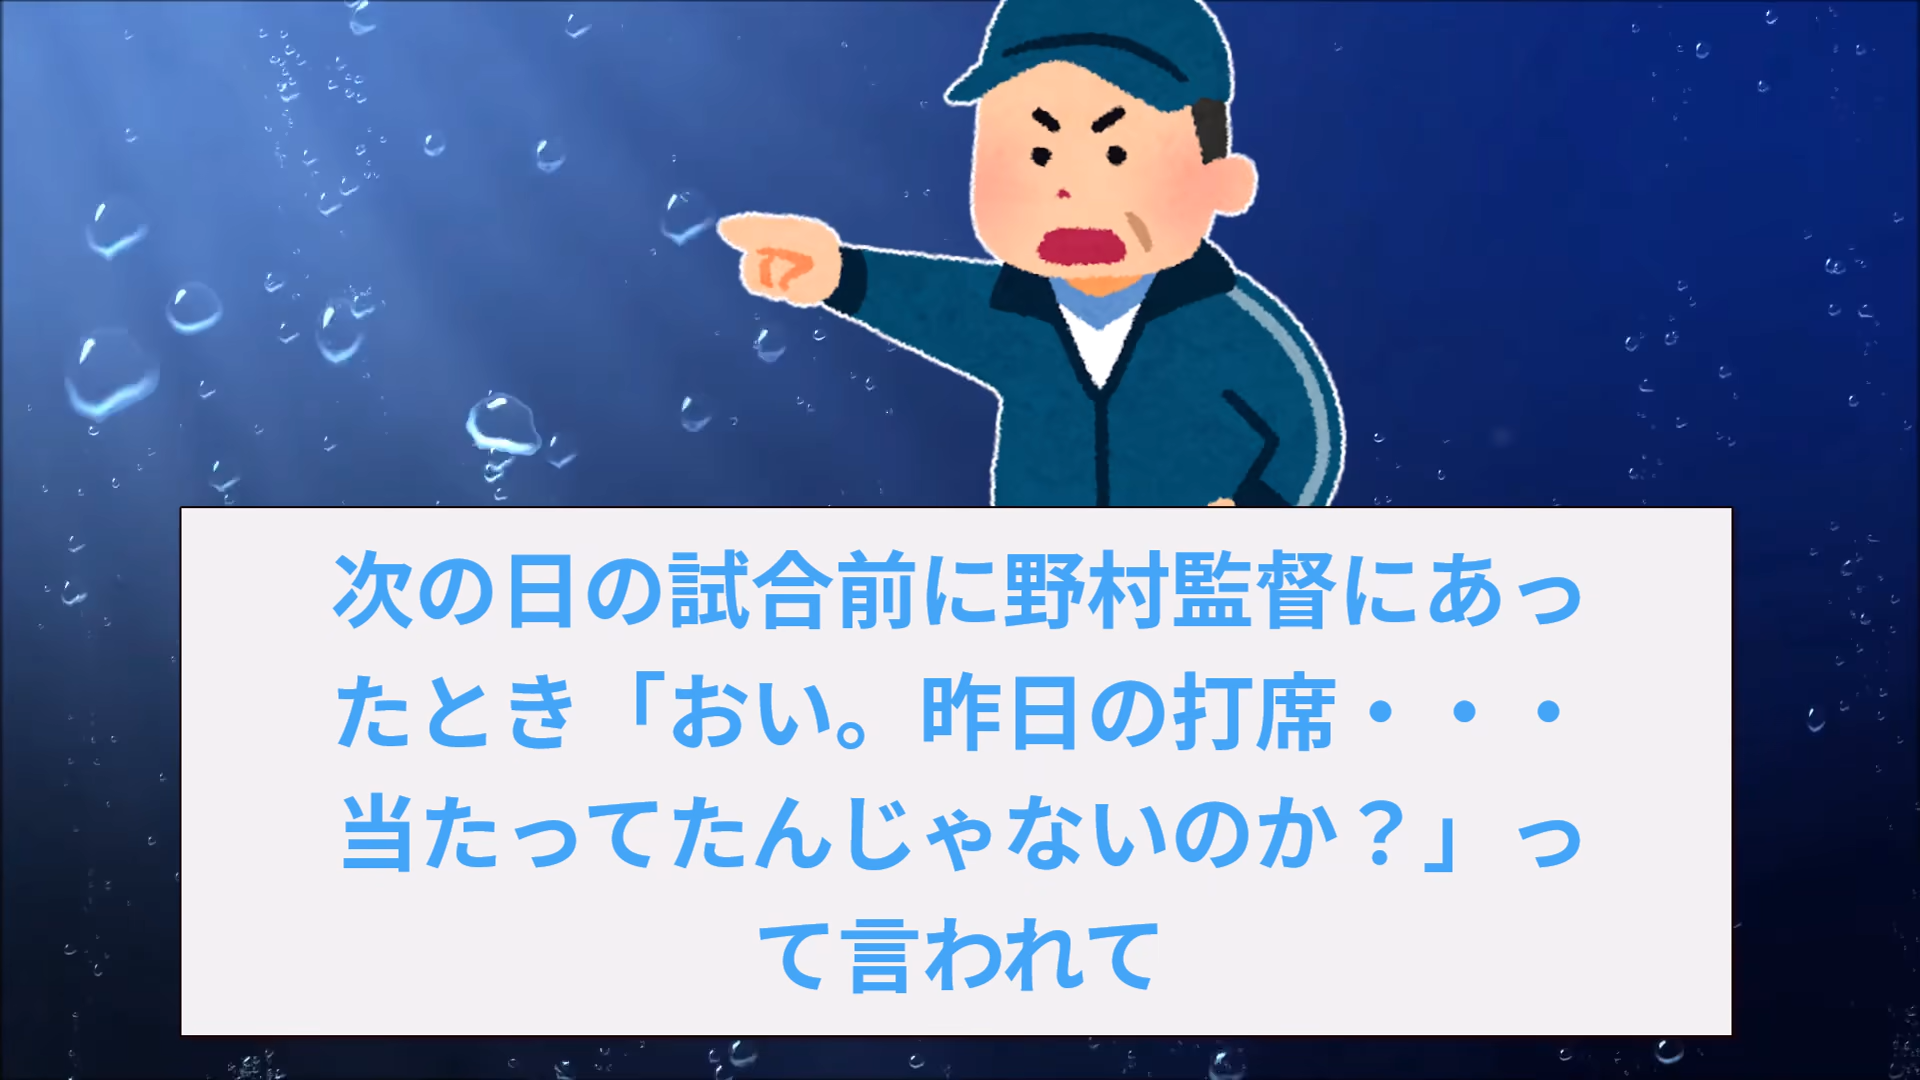 次の日の試合前に野村監督にあっ
たとき「おい。昨日の打席・・・
当たってたんじゃないのか？」っ
て言われて